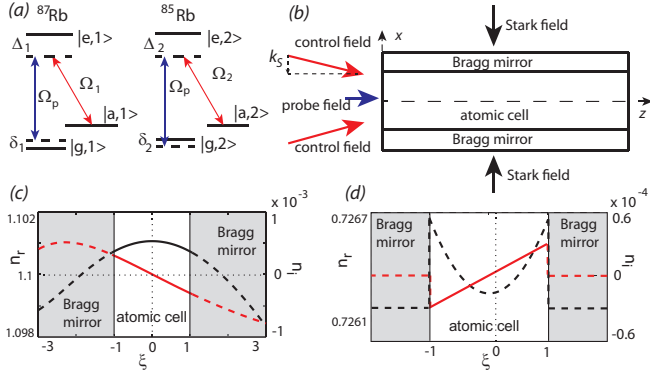 (a) ⁸⁷Rb ⁸⁵Rb
Δ₁ |e,1> Δ₂ |e,2>
Ωₚ Ω₁ Ωₚ Ω₂
|a,1> |a,2>
δ₁ |g,1> δ₂ |g,2>
(b) x Stark field
kₛ control field
Bragg mirror
probe field
atomic cell z
control field
Bragg mirror
Stark field
(c)
1.102 1 x 10⁻³
Bragg
mirror
nᵣ 1.1 0 nᵢ
Bragg
mirror atomic cell
1.098 -1
-3 -1 0 1 3
ξ
(d)
0.7267 0.6 x 10⁻⁴
Bragg Bragg
mirror mirror
nᵣ 0 nᵢ
0.7261 atomic cell -0.6
-1 0 1
ξ